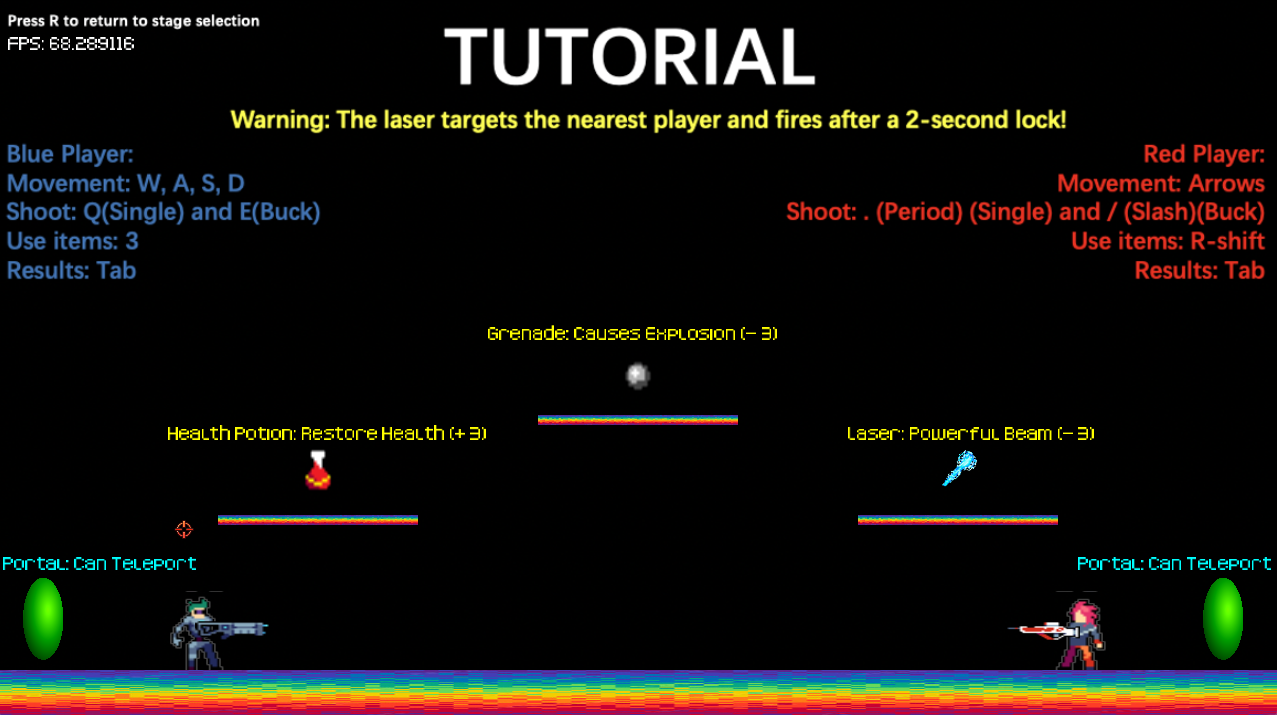 Press R to return to stage selection
FPS: 68.289116
TUTORIAL
Warning: The laser targets the nearest player and fires after a 2-second lock!
Blue Player:
Movement: W, A, S, D
Shoot: Q(Single) and E(Buck)
Use items: 3
Results: Tab
Red Player:
Movement: Arrows
Shoot: . (Period) (Single) and / (Slash)(Buck)
Use items: R-shift
Results: Tab
Grenade: Causes Explosion (- 3)
Health Potion: Restore Health (+ 3)
Laser: Powerful Beam (- 3)
Portal: Can Teleport
Portal: Can Teleport